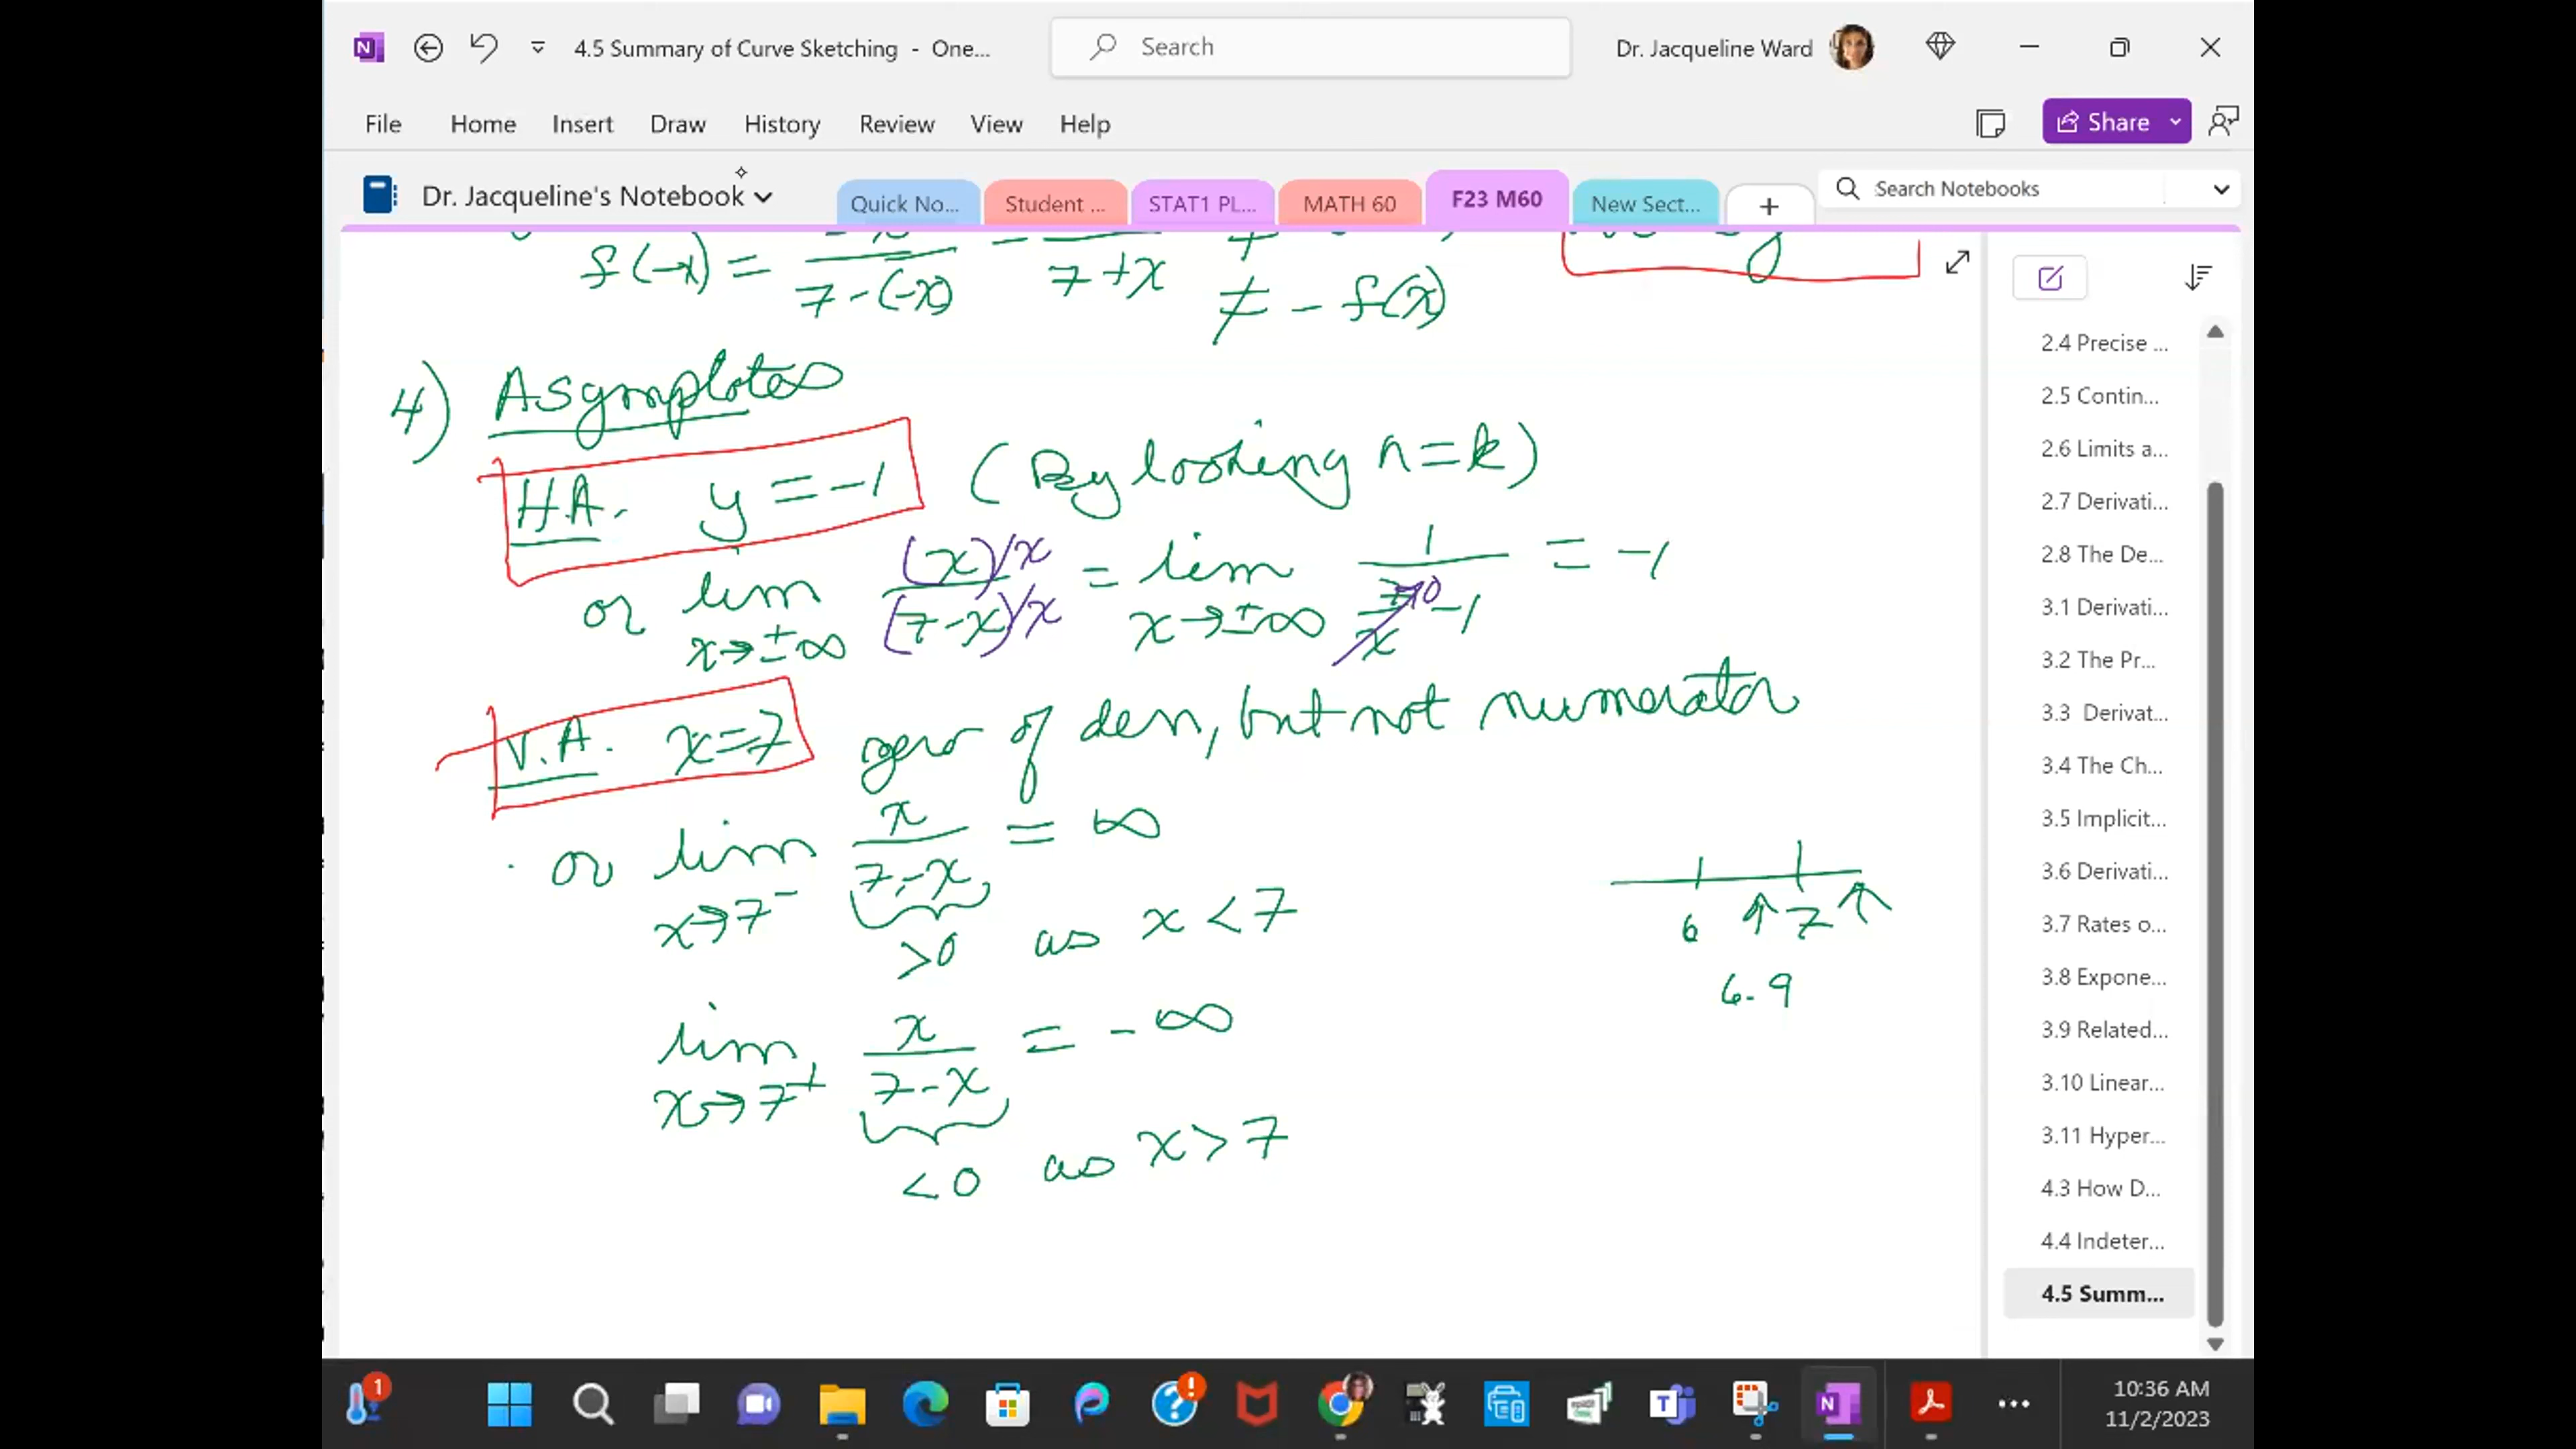 4.5 Summary of Curve Sketching - One...
Search
Dr. Jacqueline Ward
File Home Insert Draw History Review View Help
Share
Dr. Jacqueline's Notebook
Quick No...
Student ...
STAT1 PL...
MATH 60
F23 M60
New Sect...
+
Search Notebooks
f(-x) = 
7-(-x)
7+x
≠ - f(x)
4) Asymptotes
H.A. y = -1 (By looking n=k)
or lim x→±∞ (x)/x / (7-x)/x = lim x→±∞ 1 / (7/x →0 -1) = -1
V.A. x=7 zero of den, but not numerator
or lim x→7⁻ x/(7-x) = ∞
>0 as x<7
6 ↑ 7 ↑
6.9
lim x→7⁺ x/(7-x) = -∞
<0 as x>7
2.4 Precise ...
2.5 Contin...
2.6 Limits a...
2.7 Derivati...
2.8 The De...
3.1 Derivati...
3.2 The Pr...
3.3 Derivat...
3.4 The Ch...
3.5 Implicit...
3.6 Derivati...
3.7 Rates o...
3.8 Expone...
3.9 Related...
3.10 Linear...
3.11 Hyper...
4.3 How D...
4.4 Indeter...
4.5 Summ...
1
10:36 AM
11/2/2023